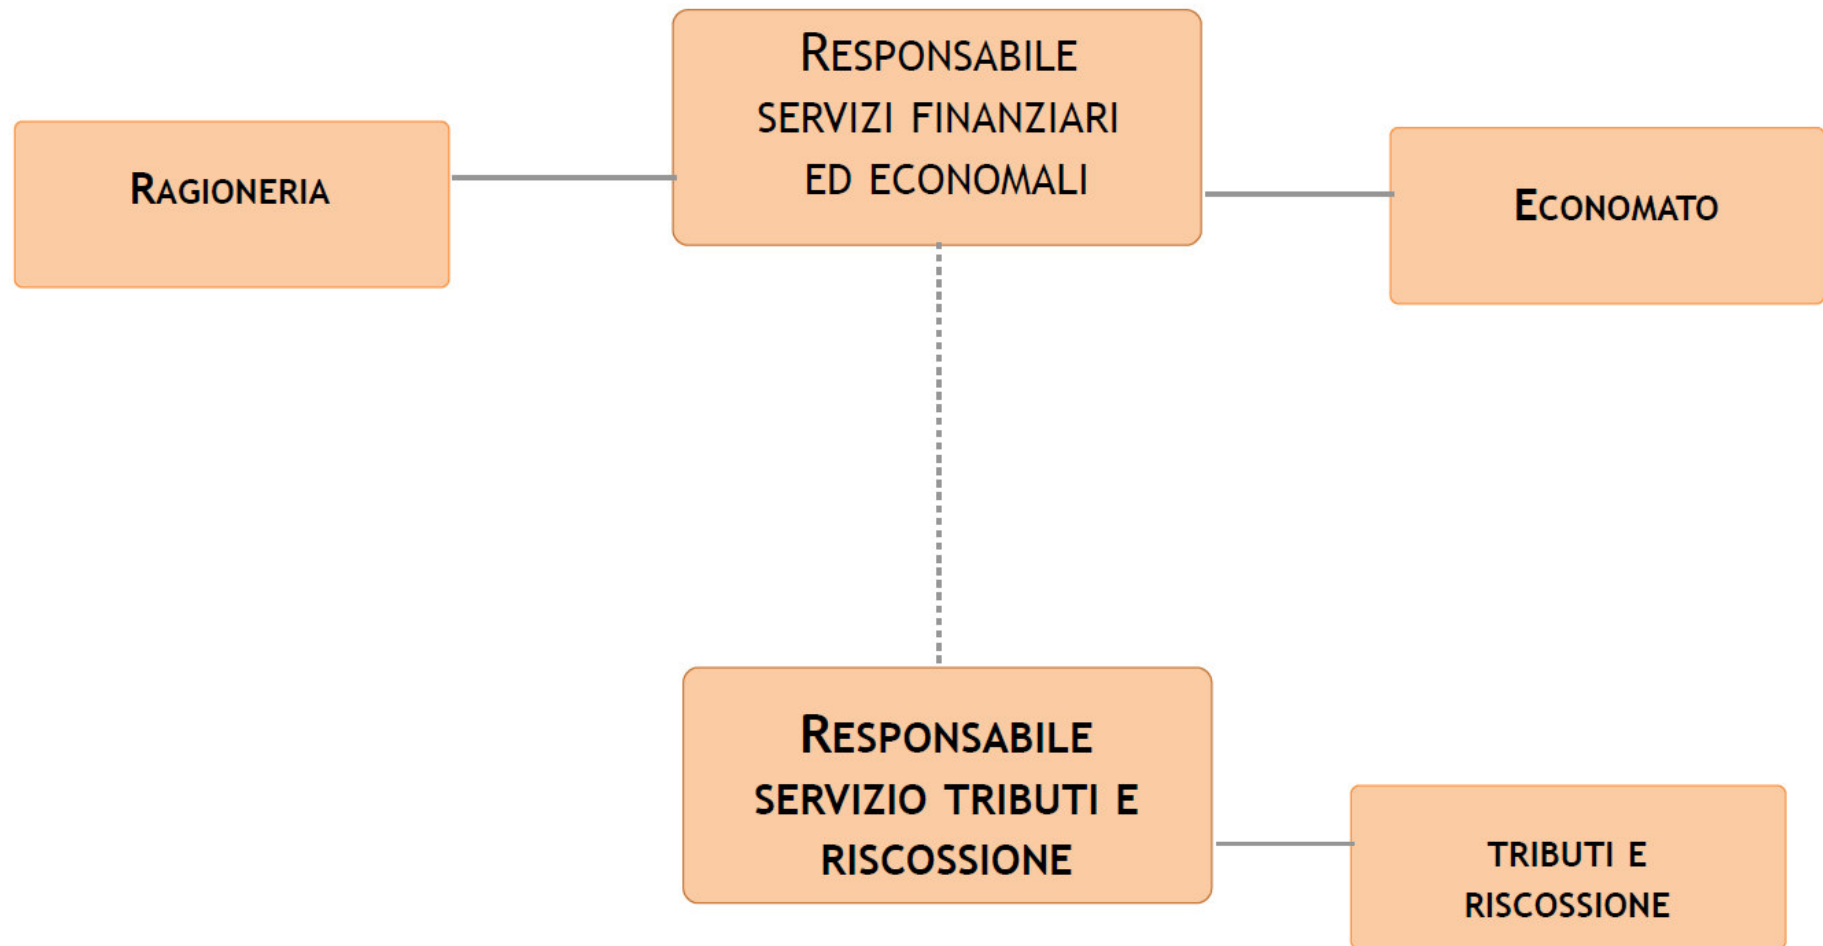 Responsabile
servizi finanziari
ed economali
Ragioneria
Economato
Responsabile
servizio tributi e
riscossione
tributi e
riscossione